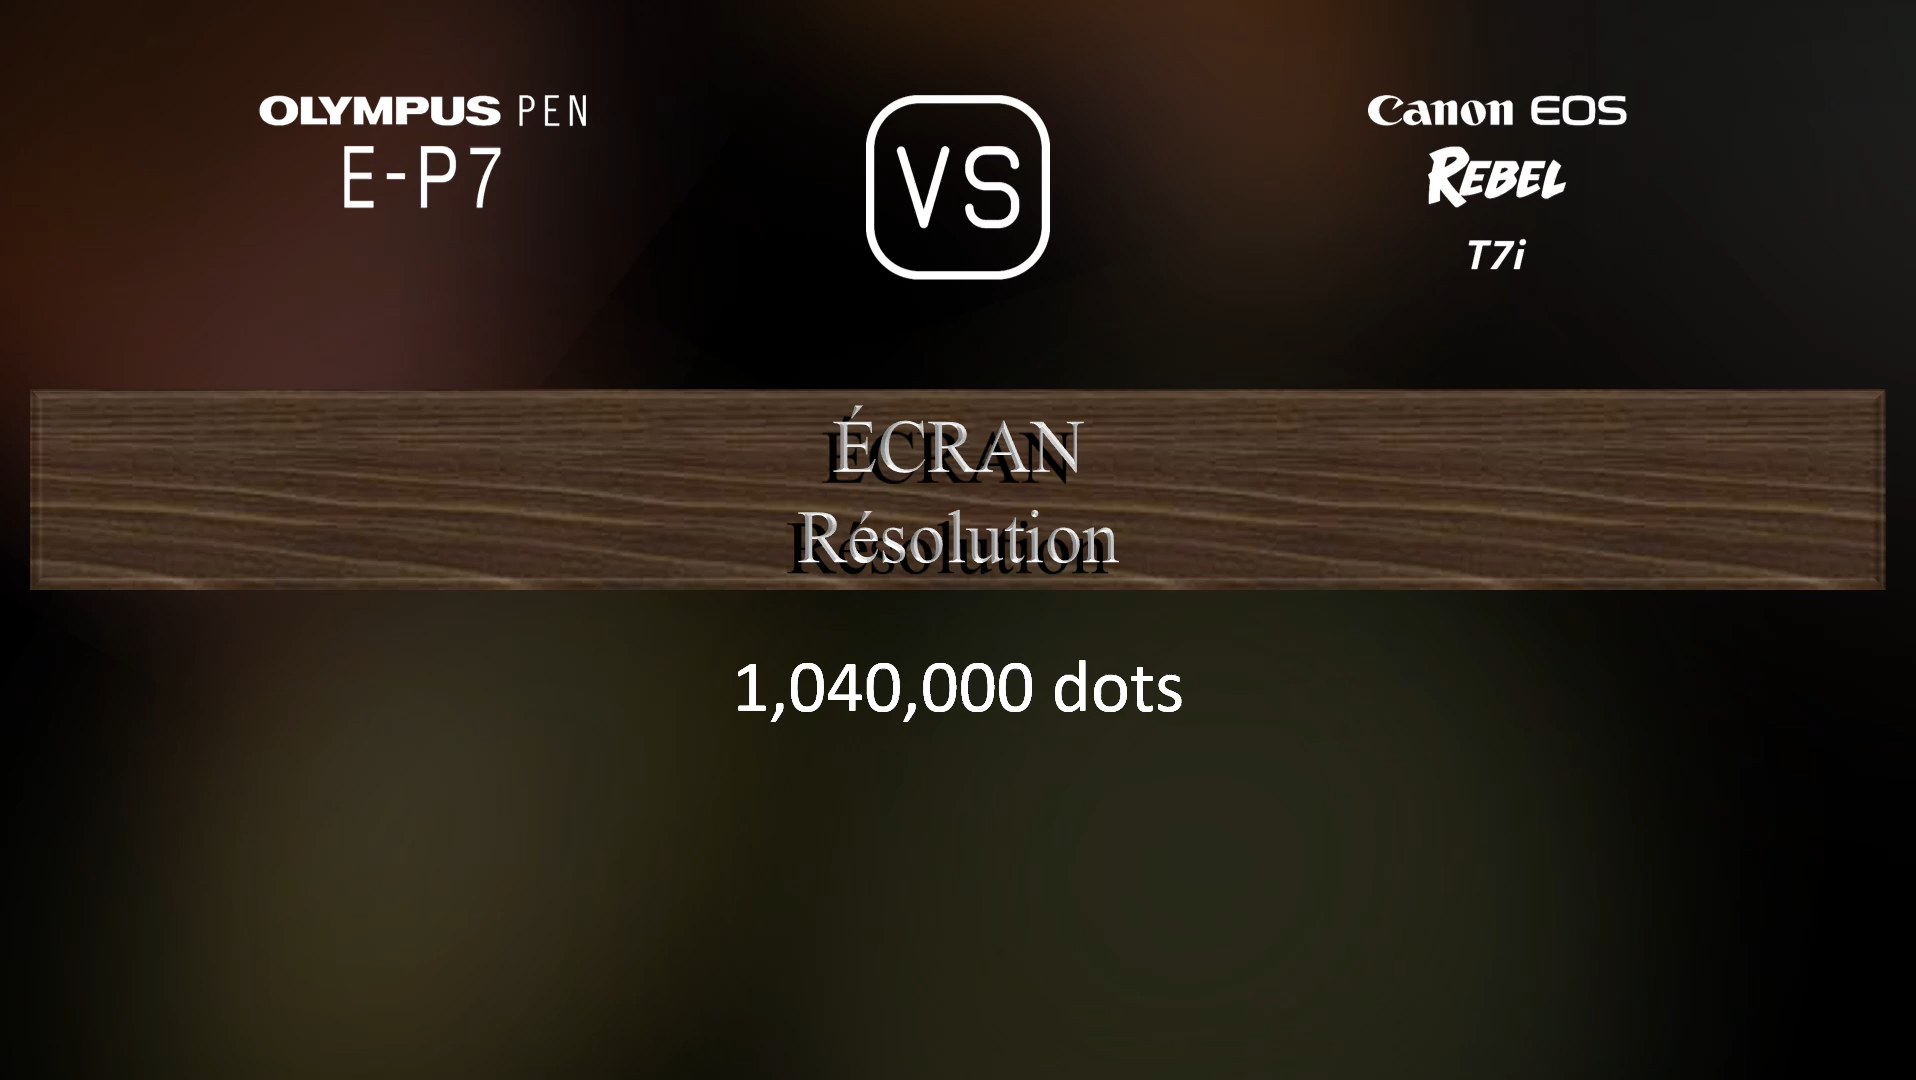 OLYMPUS PEN
E-P7
VS
Canon EOS
REBEL
T7i
ÉCRAN
Résolution
1,040,000 dots